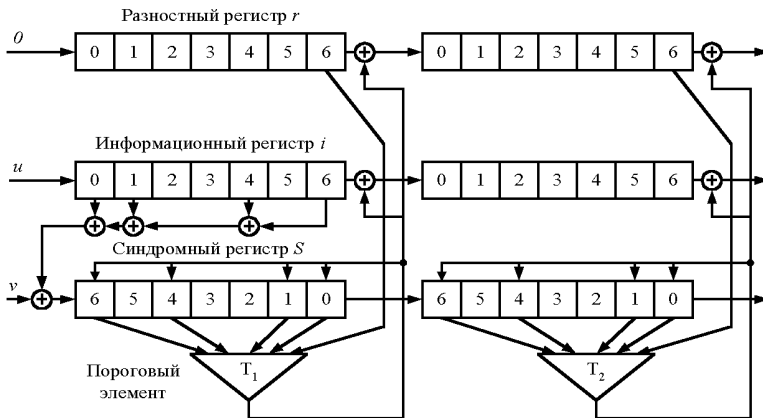 Разностный регистр r
0 0 1 2 3 4 5 6 0 1 2 3 4 5 6
Информационный регистр i
u 0 1 2 3 4 5 6 0 1 2 3 4 5 6
Синдромный регистр S
v 6 5 4 3 2 1 0 6 5 4 3 2 1 0
Пороговый
элемент
T1
T2